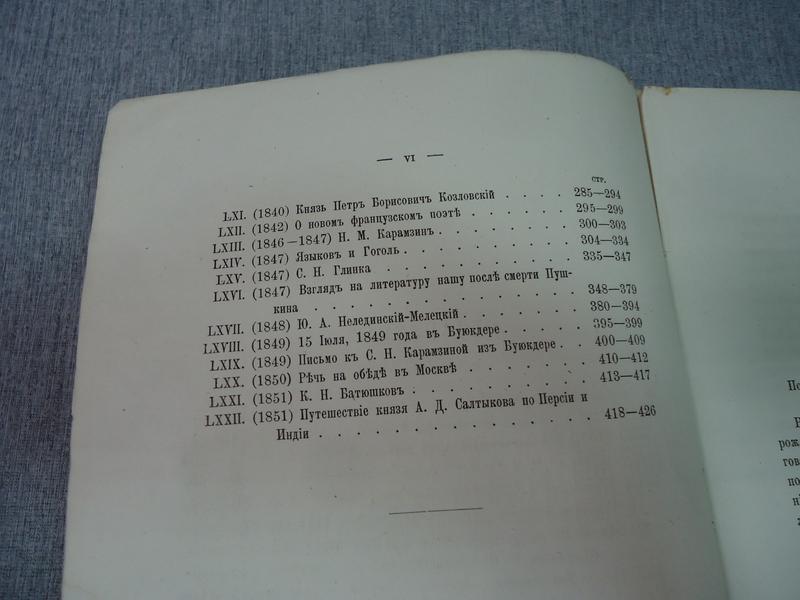 — VI —
СТР.
LXI. (1840) Князь Петръ Борисовичъ Козловскій . . . . 285—294
LXII. (1842) О новомъ французскомъ поэтѣ . . . . . . 295—299
LXIII. (1846—1847) Н. М. Карамзинъ . . . . . . . . 300—303
LXIV. (1847) Языковъ и Гоголь . . . . . . . . . . 304—334
LXV. (1847) С. Н. Глинка . . . . . . . . . . . 335—347
LXVI. (1847) Взглядъ на литературу нашу послѣ смерти Пуш-
кина . . . . . . . . . . . . . . . 348—379
LXVII. (1848) Ю. А. Нелединскій-Мелецкій . . . . . . 380—394
LXVIII. (1849) 15 Іюля, 1849 года въ Буюкдере . . . . . 395—399
LXIX. (1849) Письмо къ С. Н. Карамзиной изъ Буюкдере . . 400—409
LXX. (1850) Рѣчь на обѣдѣ въ Москвѣ . . . . . . . 410—412
LXXI. (1851) К. Н. Батюшковъ . . . . . . . . . . 413—417
LXXII. (1851) Путешествіе князя А. Д. Салтыкова по Персіи и
Индіи . . . . . . . . . . . . . . . 418—426
рож
гова
по